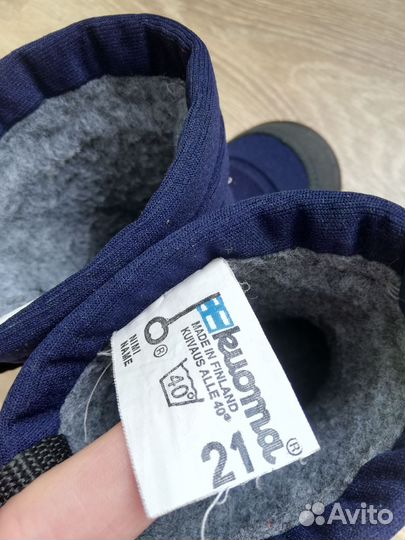 kuoma®
MADE IN FINLAND
KUIVAUS ALLE 40°
®
40°
NIMI
NAME
21
Avito